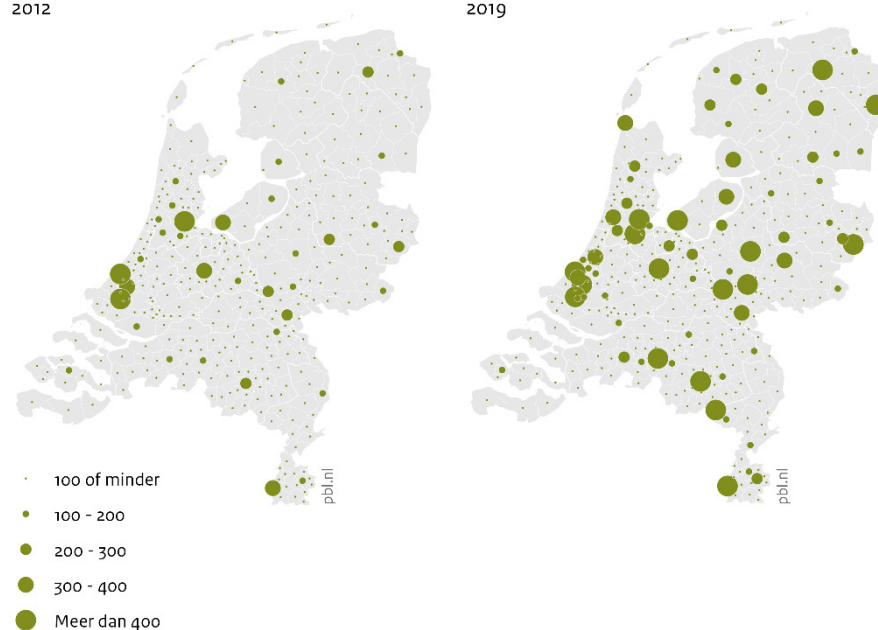 2012
2019
100 of minder
100 - 200
200 - 300
300 - 400
Meer dan 400
pbl.nl
pbl.nl